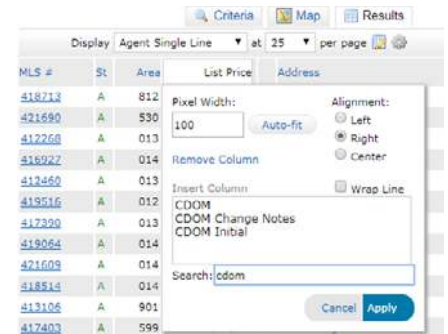 Criteria Map Results
Display Agent Single Line at 25 per page
MLS # St Area List Price Address
418713 A 812
421690 A 530
412268 A 013
416927 A 014
412460 A 013
419516 A 012
417390 A 013
419064 A 014
421609 A 014
418514 A 014
413106 A 901
417403 A 599
Pixel Width: Alignment:
100 Auto-fit Left
Right
Remove Column Center
Insert Column Wrap Line
CDOM
CDOM Change Notes
CDOM Initial
Search: cdom
Cancel Apply